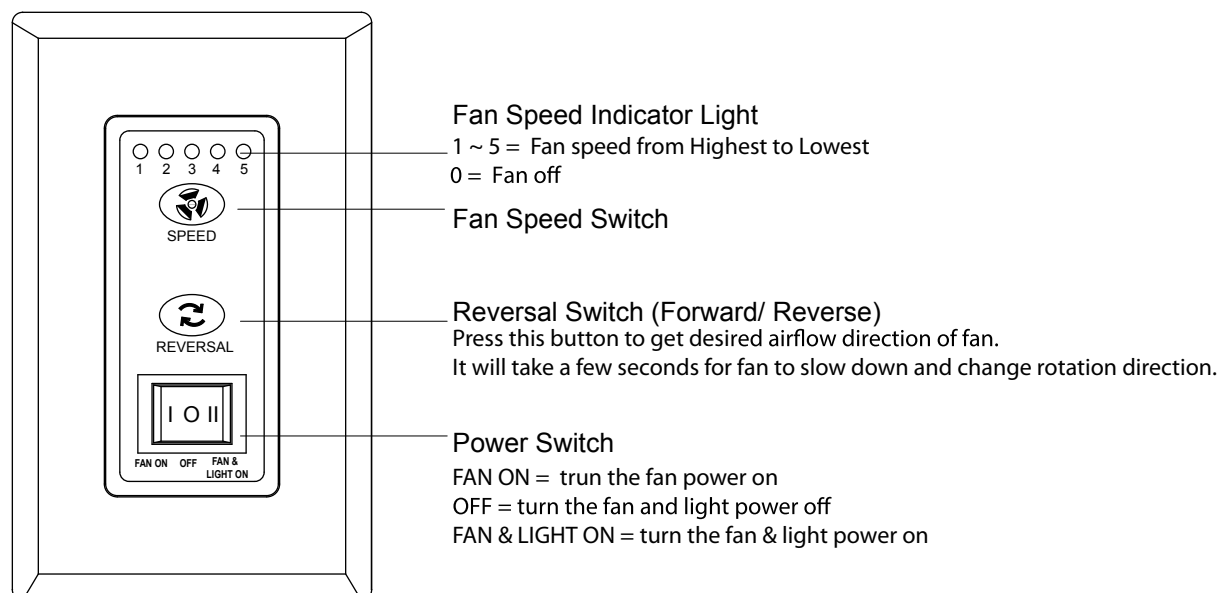 Fan Speed Indicator Light
1 ~ 5 = Fan speed from Highest to Lowest
0 = Fan off
Fan Speed Switch
Reversal Switch (Forward/ Reverse)
Press this button to get desired airflow direction of fan.
It will take a few seconds for fan to slow down and change rotation direction.
Power Switch
FAN ON = trun the fan power on
OFF = turn the fan and light power off
FAN & LIGHT ON = turn the fan & light power on
1 2 3 4 5
SPEED
REVERSAL
I O II
FAN ON OFF FAN &
LIGHT ON